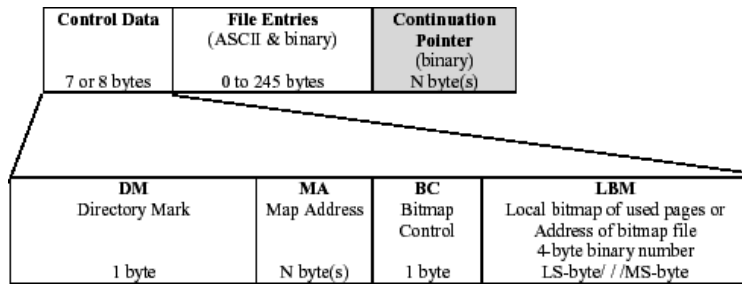 Control Data
7 or 8 bytes
File Entries
(ASCII & binary)
0 to 245 bytes
Continuation
Pointer
(binary)
N byte(s)
DM
Directory Mark
1 byte
MA
Map Address
N byte(s)
BC
Bitmap
Control
1 byte
LBM
Local bitmap of used pages or
Address of bitmap file
4-byte binary number
LS-byte/ / /MS-byte